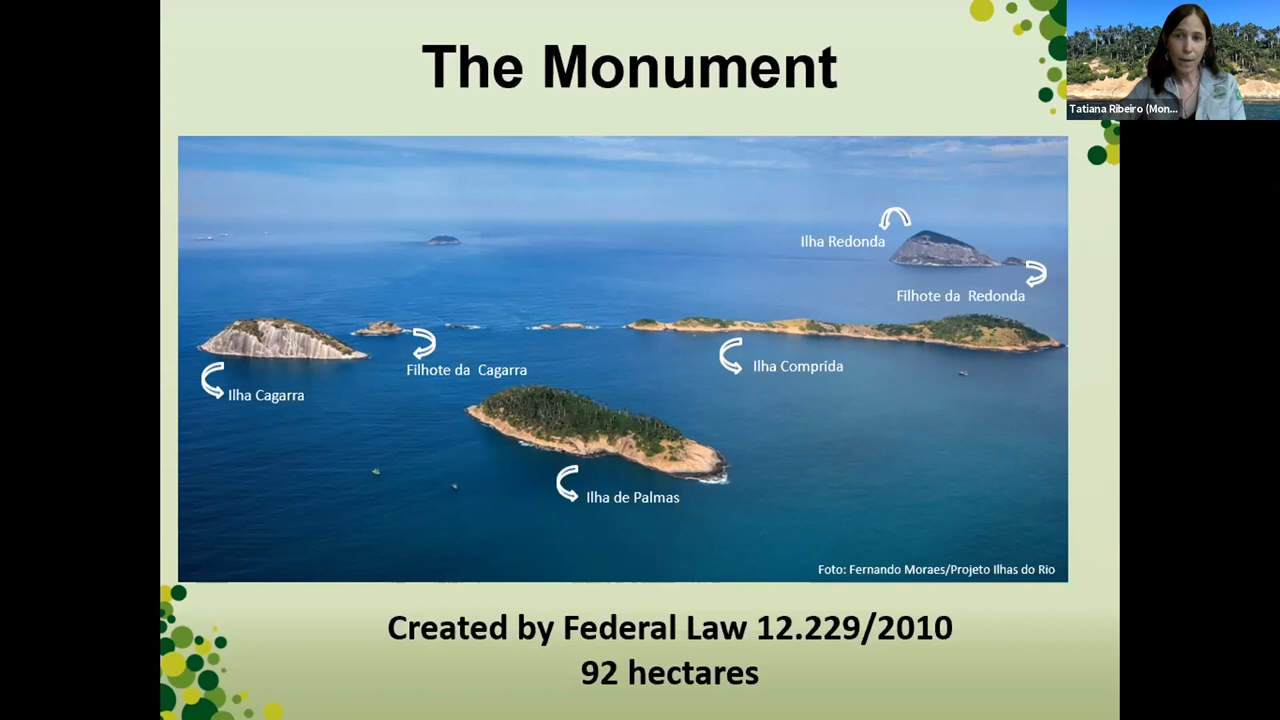 The Monument
Tatiana Ribeiro (Mon...
Ilha Redonda
Filhote da Redonda
Filhote da Cagarra
Ilha Comprida
Ilha Cagarra
Ilha de Palmas
Foto: Fernando Moraes/Projeto Ilhas do Rio
Created by Federal Law 12.229/2010
92 hectares